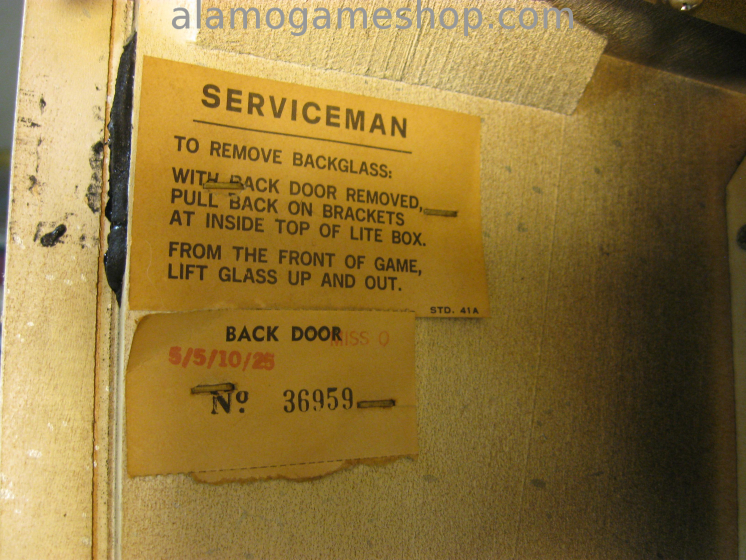 alamogameshop.com
SERVICEMAN
TO REMOVE BACKGLASS:
WITH BACK DOOR REMOVED,
PULL BACK ON BRACKETS
AT INSIDE TOP OF LITE BOX.
FROM THE FRONT OF GAME,
LIFT GLASS UP AND OUT.
STD. 41A
BACK DOOR
MISS O
5/5/10/25
Nº 36959